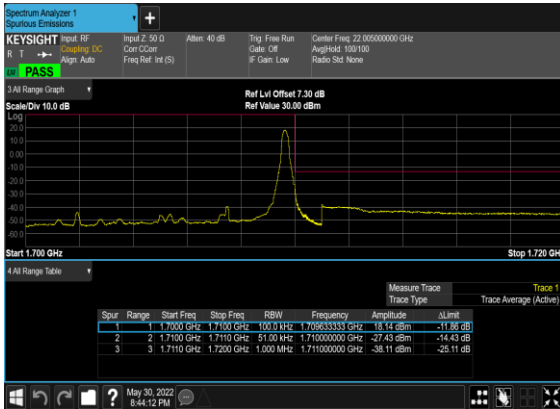 Spectrum Analyzer 1
Spurious Emissions
KEYSIGHT
R T
LNI
PASS
Input: RF
Coupling: DC
Align: Auto
Input Z: 50 Ω
Corr CCorr
Freq Ref: Int (S)
Atten: 40 dB
Trig: Free Run
Gate: Off
IF Gain: Low
Center Freq: 22.005000000 GHz
Avg|Hold: 100/100
Radio Std: None
3 All Range Graph
Scale/Div 10.0 dB
Ref Lvl Offset 7.30 dB
Ref Value 30.00 dBm
Log
20.0
10.0
0.00
-10.0
-20.0
-30.0
-40.0
-50.0
-60.0
Start 1.700 GHz
Stop 1.720 GH
4 All Range Table
Measure Trace Trace 1
Trace Type Trace Average (Active)
Spur Range Start Freq Stop Freq RBW Frequency Amplitude ΔLimit
1 1 1.7000 GHz 1.7100 GHz 100.0 kHz 1.709633333 GHz 18.14 dBm -11.86 dB
2 2 1.7100 GHz 1.7110 GHz 51.00 kHz 1.710000000 GHz -27.43 dBm -14.43 dB
3 3 1.7110 GHz 1.7200 GHz 1.000 MHz 1.711000000 GHz -38.11 dBm -25.11 dB
?
May 30, 2022
8:44:12 PM